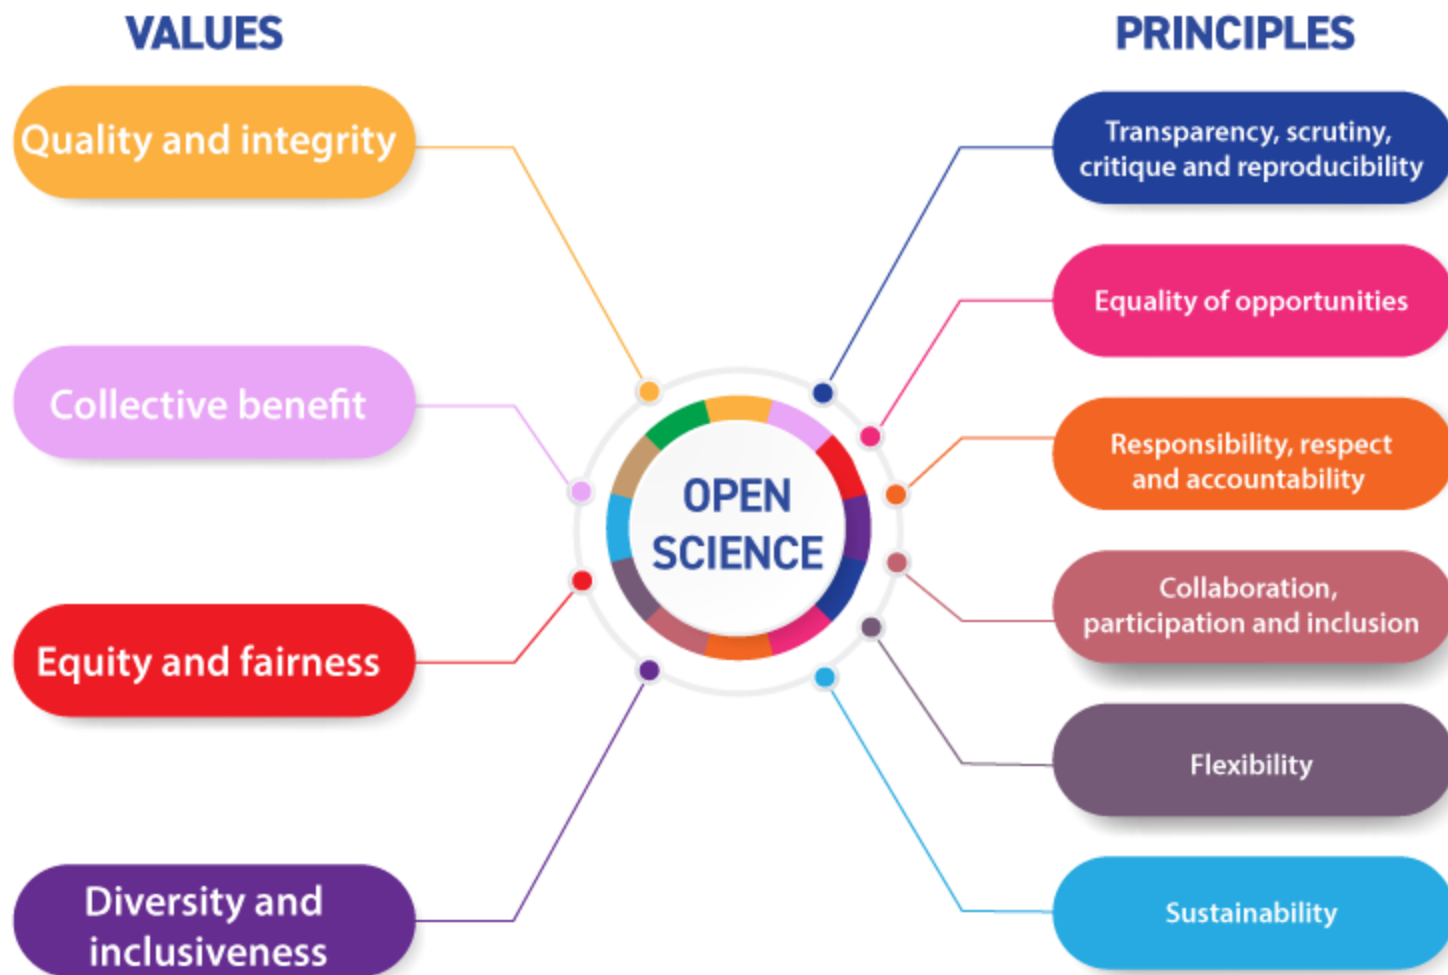 VALUES
Quality and integrity
Collective benefit
Equity and fairness
Diversity and
inclusiveness
OPEN
SCIENCE
PRINCIPLES
Transparency, scrutiny,
critique and reproducibility
Equality of opportunities
Responsibility, respect
and accountability
Collaboration,
participation and inclusion
Flexibility
Sustainability